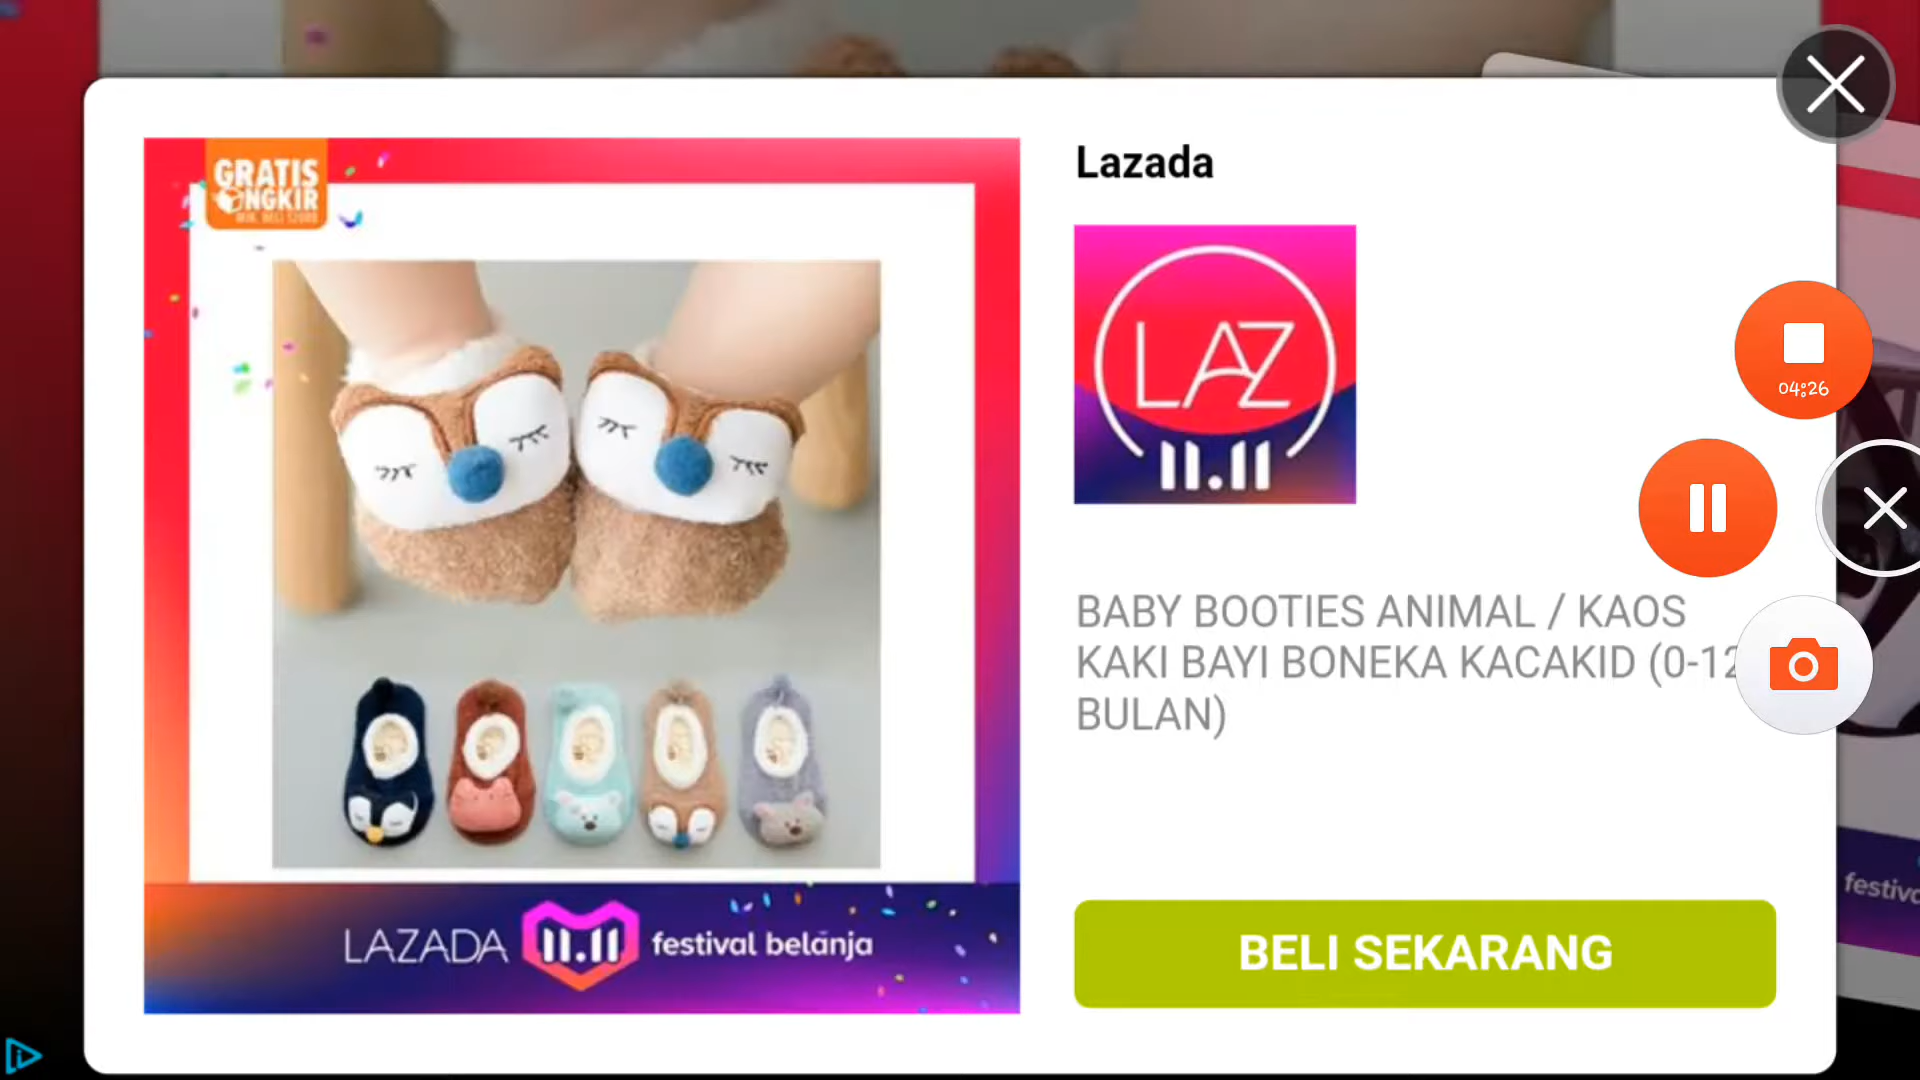 GRATIS
ONGKIR
Lazada
LAZ
11.11
04:26
BABY BOOTIES ANIMAL / KAOS
KAKI BAYI BONEKA KACAKID (0-12
BULAN)
LAZADA 11.11 festival belanja
BELI SEKARANG